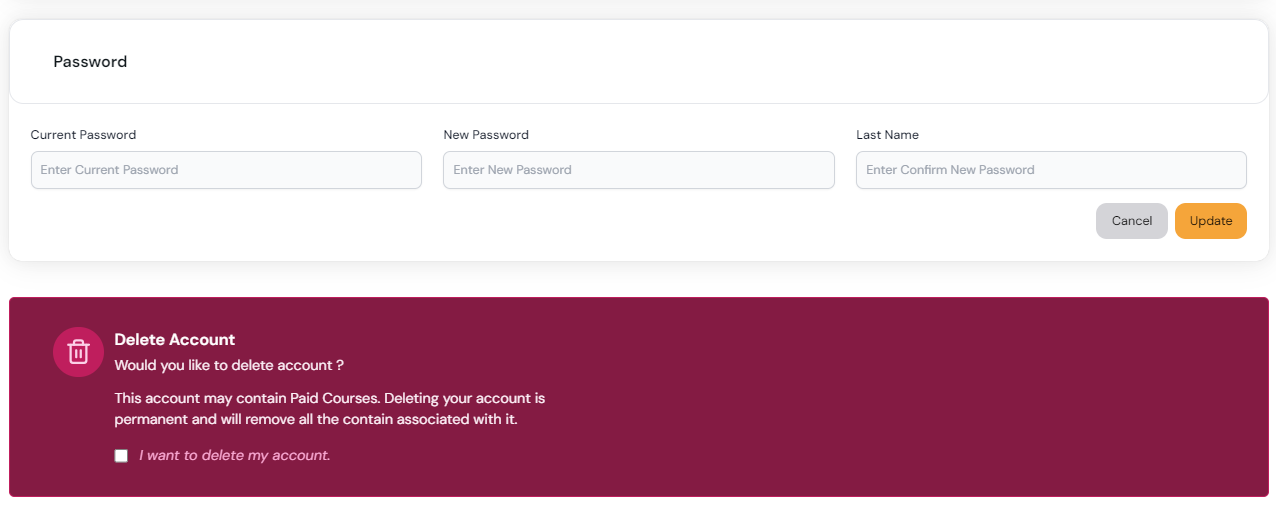 Password
Current Password
New Password
Last Name
Enter Current Password
Enter New Password
Enter Confirm New Password
Cancel
Update
Delete Account
Would you like to delete account ?
This account may contain Paid Courses. Deleting your account is
permanent and will remove all the contain associated with it.
I want to delete my account.